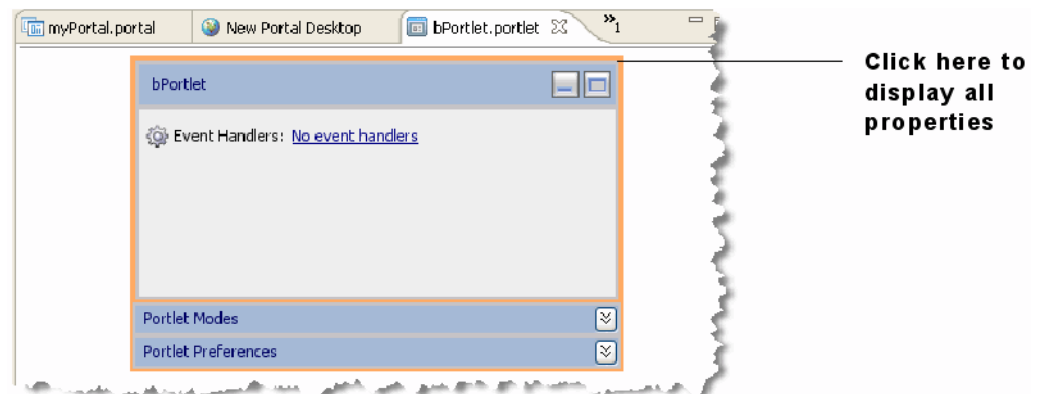 myPortal.portal New Portal Desktop bPortlet.portlet »1
bPortlet
Event Handlers: No event handlers
Portlet Modes
Portlet Preferences
Click here to
display all
properties